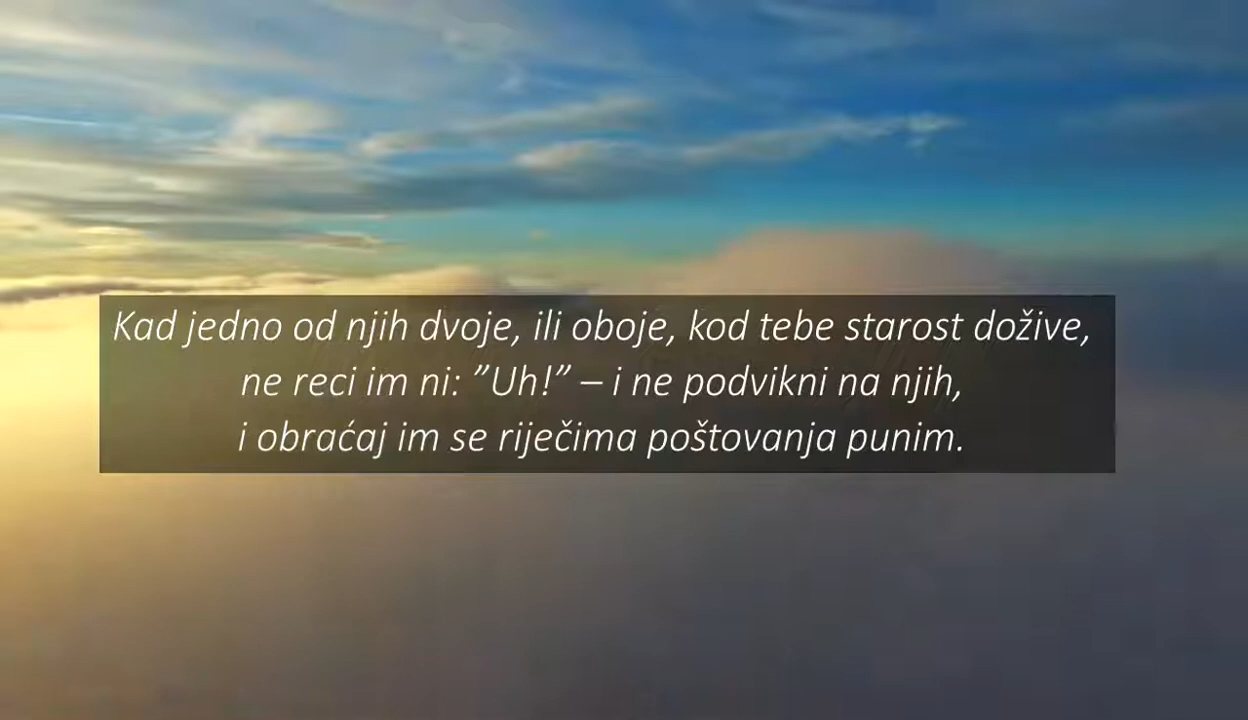 Kad jedno od njih dvoje, ili oboje, kod tebe starost dožive,
ne reci im ni: ”Uh!” – i ne podvikni na njih,
i obraćaj im se riječima poštovanja punim.